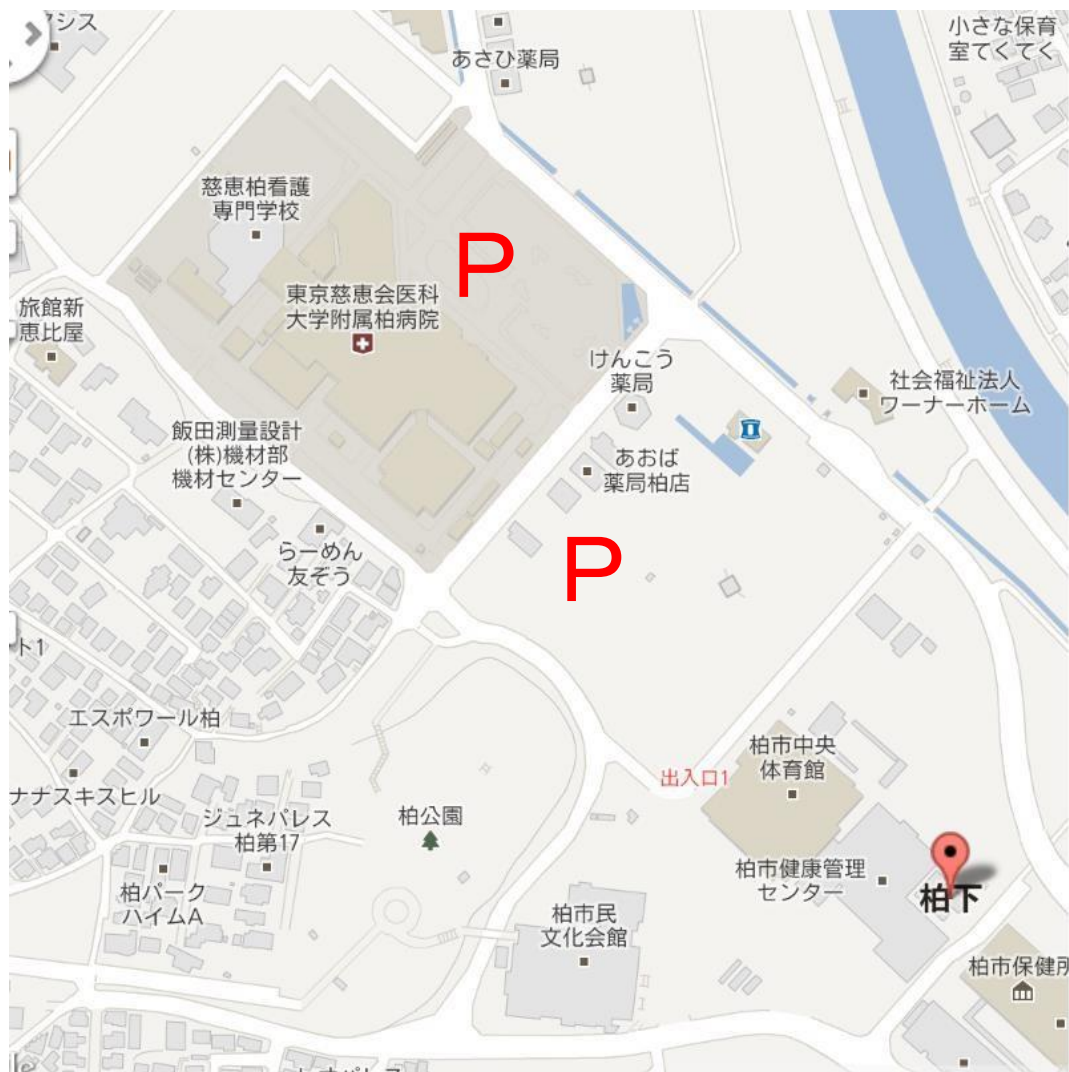 アシス
あさひ薬局
小さな保育
室てくてく
慈恵柏看護
専門学校
P
東京慈恵会医科
大学附属柏病院
旅館新
恵比屋
けんこう
薬局
社会福祉法人
ワーナーホーム
飯田測量設計
(株)機材部
機材センター
あおば
薬局柏店
らーめん
友ぞう
P
ト1
エスポワール柏
柏市中央
体育館
出入口1
ナナスキスヒル
ジュネパレス
柏第17
柏公園
柏市健康管理
センター
柏下
柏パーク
ハイムA
柏市民
文化会館
柏市保健所